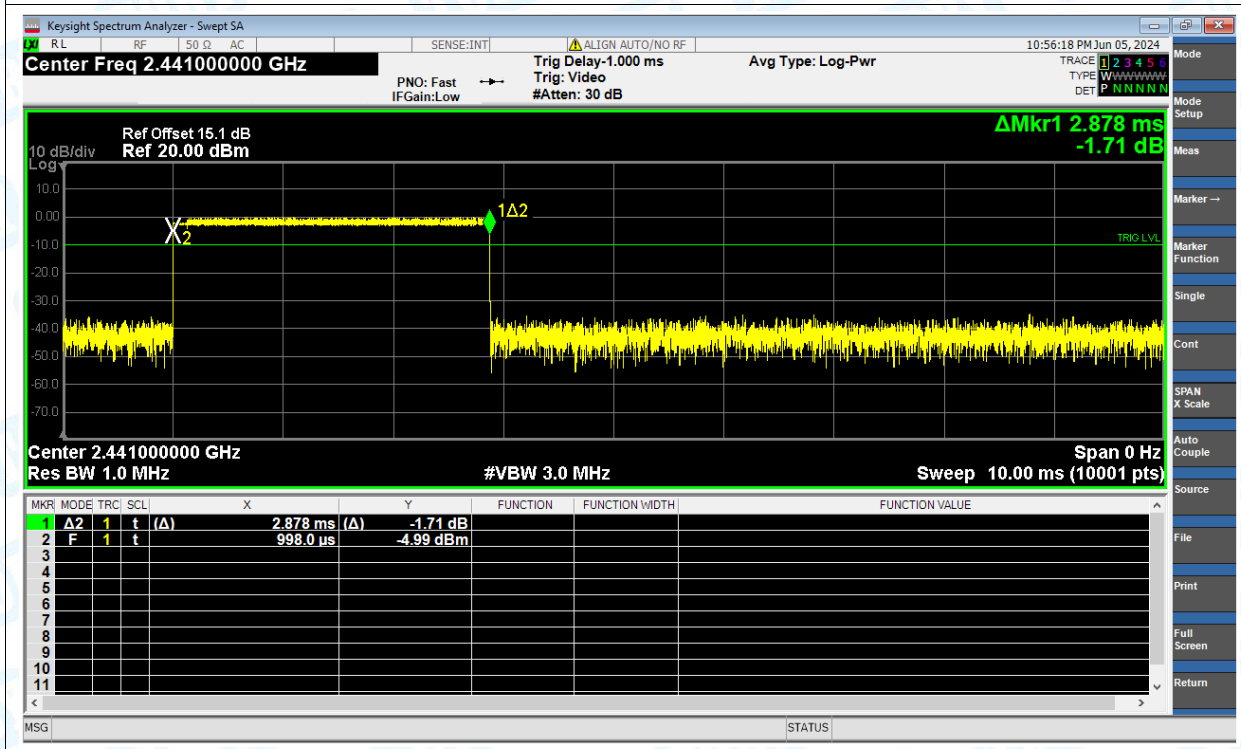 Keysight Spectrum Analyzer - Swept SA
LXI RL RF 50 Ω AC SENSE:INT ALIGN AUTO/NO RF 10:56:18 PM Jun 05, 2024
Center Freq 2.441000000 GHz
PNO: Fast
IFGain:Low
Trig Delay-1.000 ms
Trig: Video
#Atten: 30 dB
Avg Type: Log-Pwr
TRACE 1 2 3 4 5 6
TYPE WWWWWW
DET P N N N N N
ΔMkr1 2.878 ms
-1.71 dB
Ref Offset 15.1 dB
10 dB/div Ref 20.00 dBm
Log
10.0
0.00
-10.0
-20.0
-30.0
-40.0
-50.0
-60.0
-70.0
1Δ2
X2
TRIG LVL
Center 2.441000000 GHz Span 0 Hz
Res BW 1.0 MHz #VBW 3.0 MHz Sweep 10.00 ms (10001 pts)
MKR MODE TRC SCL X Y FUNCTION FUNCTION WIDTH FUNCTION VALUE
1 Δ2 1 t (Δ) 2.878 ms (Δ) -1.71 dB
2 F 1 t 998.0 µs -4.99 dBm
3
4
5
6
7
8
9
10
11
MSG STATUS
Mode
Mode
Setup
Meas
Marker →
Marker
Function
Single
Cont
SPAN
X Scale
Auto
Couple
Source
File
Print
Full
Screen
Return